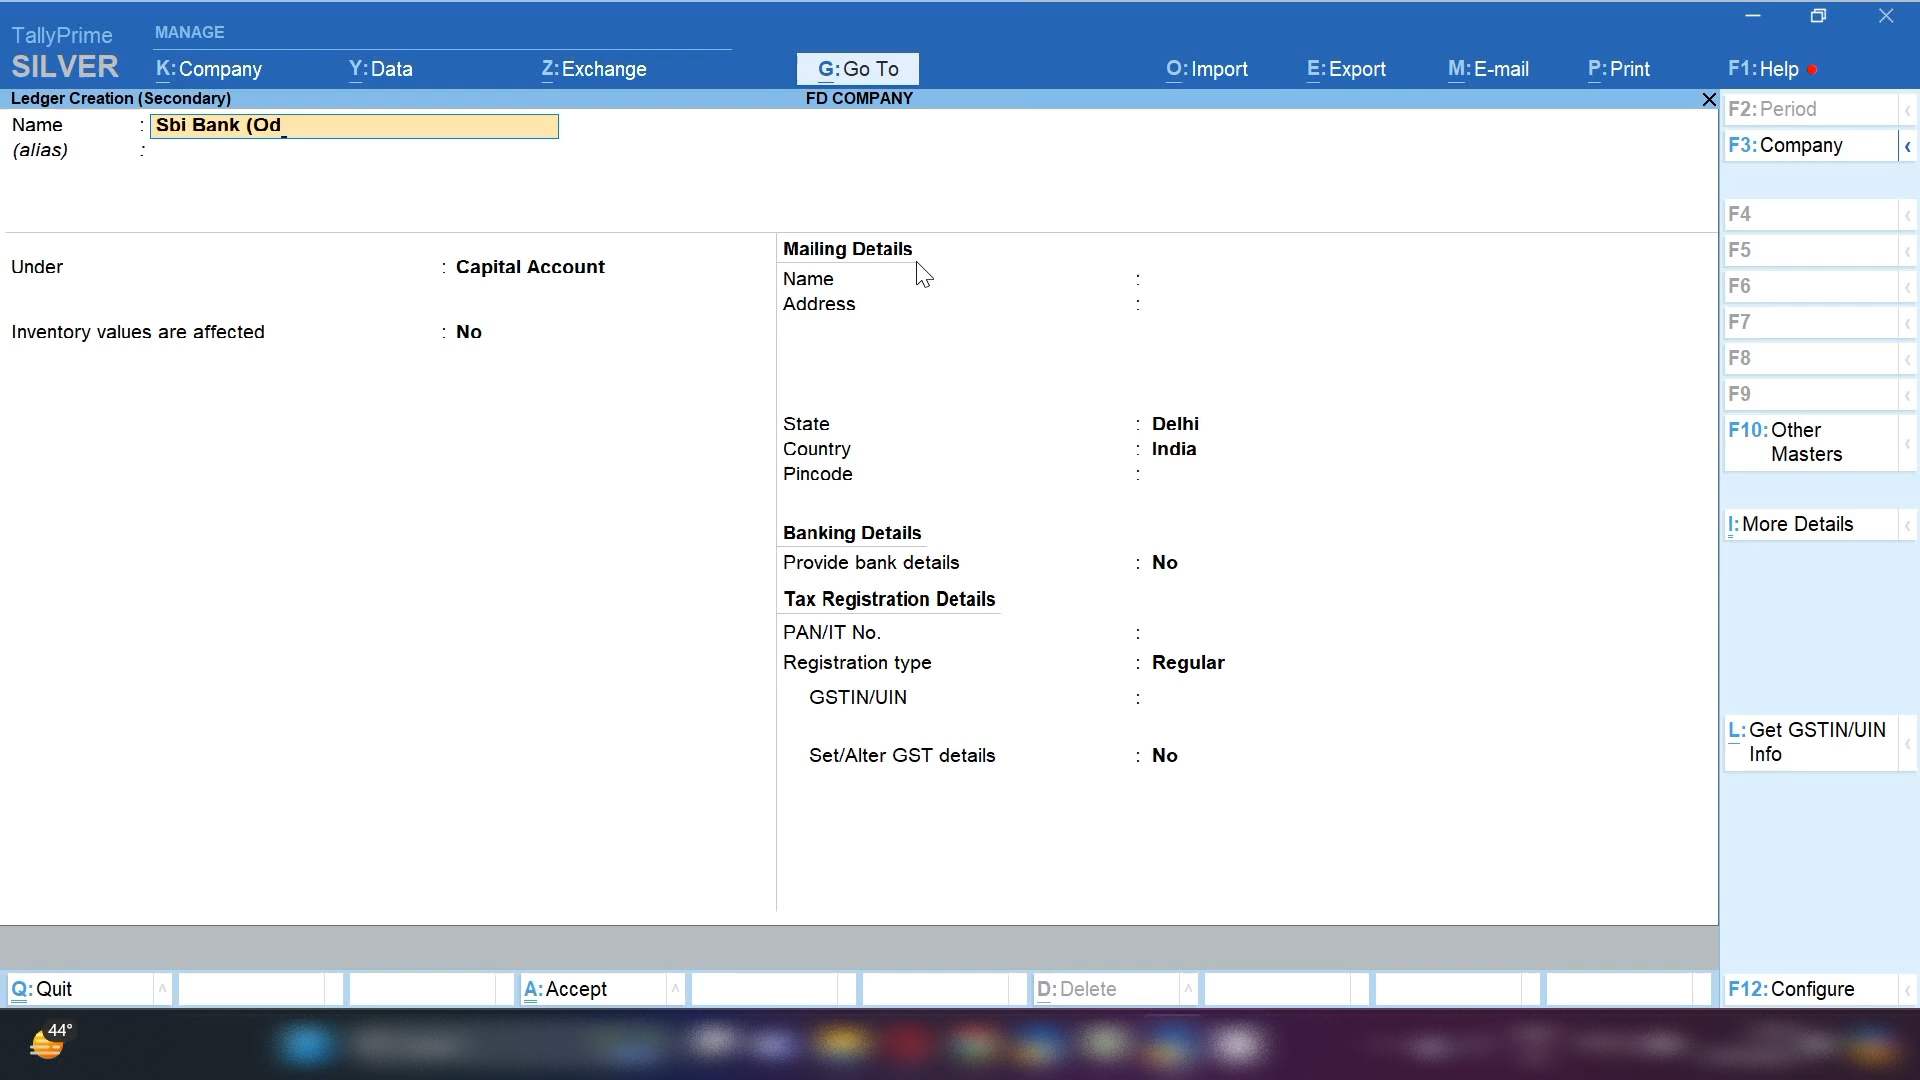 TallyPrime
SILVER
MANAGE
K:Company
Y:Data
Z:Exchange
G:Go To
O:Import
E:Export
M:E-mail
P:Print
F1:Help
Ledger Creation (Secondary)
FD COMPANY
Name : Sbi Bank (Od
(alias) :
Under : Capital Account
Inventory values are affected : No
Mailing Details
Name :
Address :
State : Delhi
Country : India
Pincode :
Banking Details
Provide bank details : No
Tax Registration Details
PAN/IT No. :
Registration type : Regular
GSTIN/UIN :
Set/Alter GST details : No
F2:Period
F3:Company
F4
F5
F6
F7
F8
F9
F10:Other
Masters
I:More Details
L:Get GSTIN/UIN
Info
F12:Configure
Q:Quit
A:Accept
D:Delete
44°